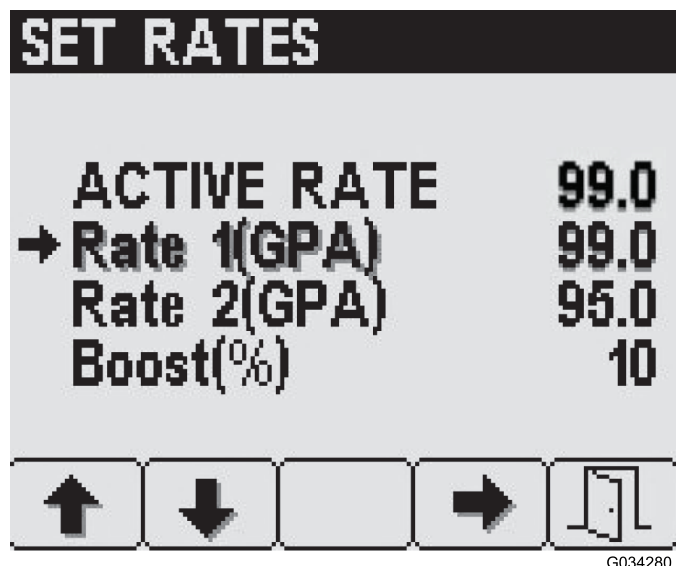 SET RATES
ACTIVE RATE 99.0
Rate 1(GPA) 99.0
Rate 2(GPA) 95.0
Boost(%) 10
G034280